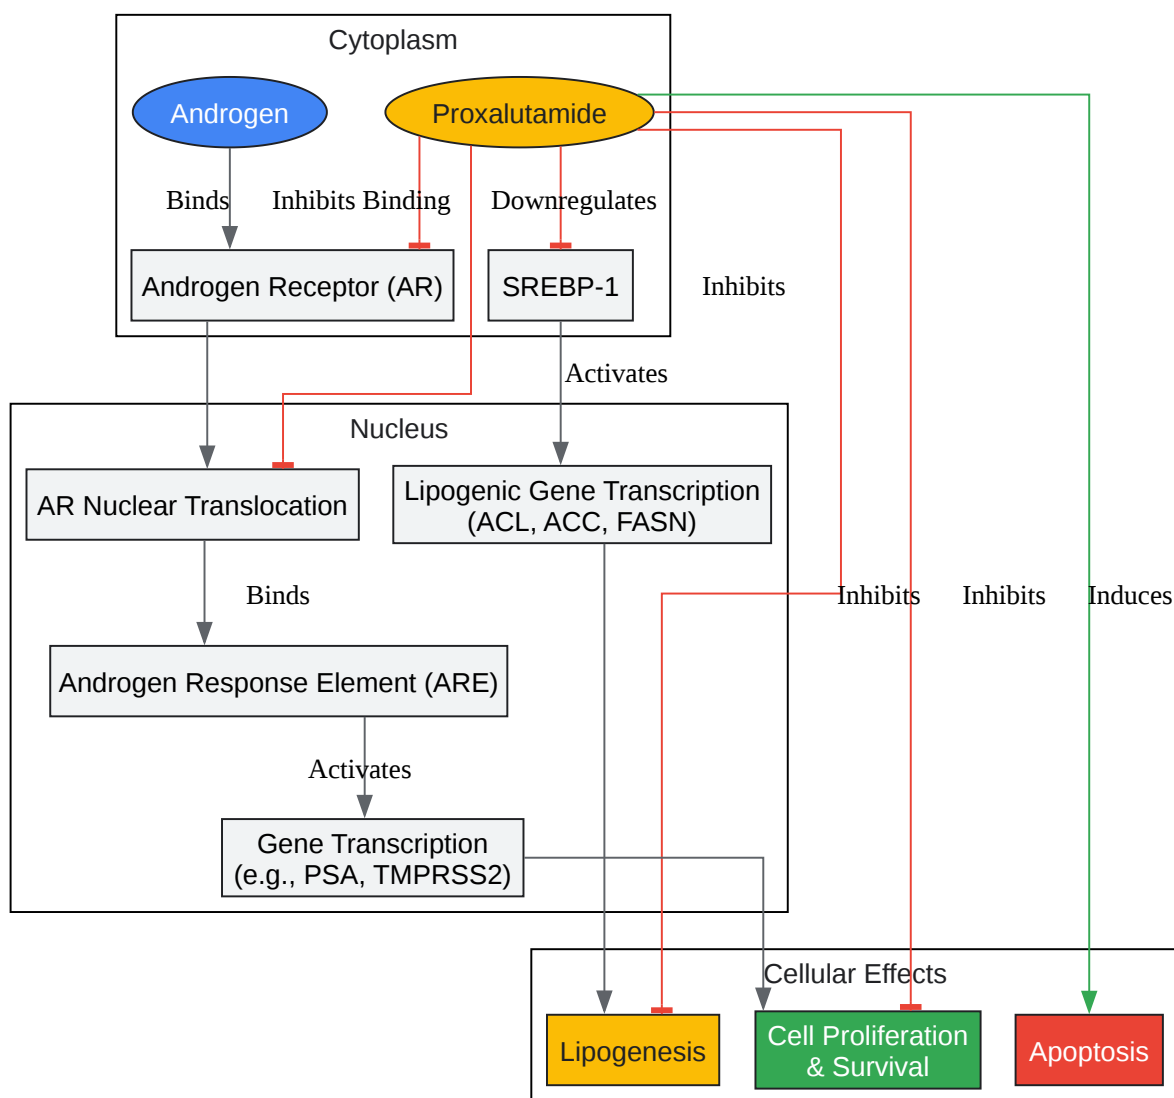 Cytoplasm
Androgen
Proxalutamide
Binds
Inhibits Binding
Downregulates
Androgen Receptor (AR)
SREBP-1
Inhibits
Activates
Nucleus
AR Nuclear Translocation
Lipogenic Gene Transcription
(ACL, ACC, FASN)
Binds
Inhibits
Inhibits
Induces
Androgen Response Element (ARE)
Activates
Gene Transcription
(e.g., PSA, TMPRSS2)
Cellular Effects
Lipogenesis
Cell Proliferation
& Survival
Apoptosis